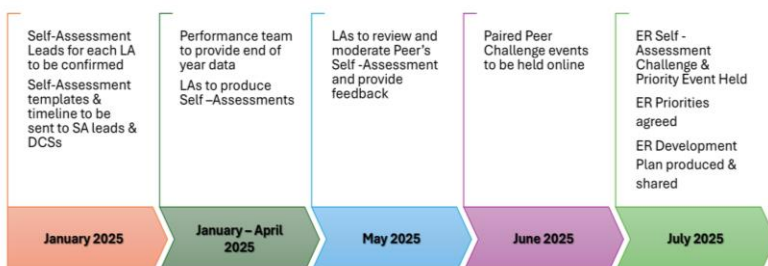 Self-Assessment
Leads for each LA
to be confirmed
Self-Assessment
templates &
timeline to be
sent to SA leads &
DCSs
January 2025
Performance team
to provide end of
year data
LAs to produce
Self –Assessments
January – April
2025
LAs to review and
moderate Peer's
Self -Assessment
and provide
feedback
May 2025
Paired Peer
Challenge events
to be held online
June 2025
ER Self -
Assessment
Challenge &
Priority Event Held
ER Priorities
agreed
ER Development
Plan produced &
shared
July 2025